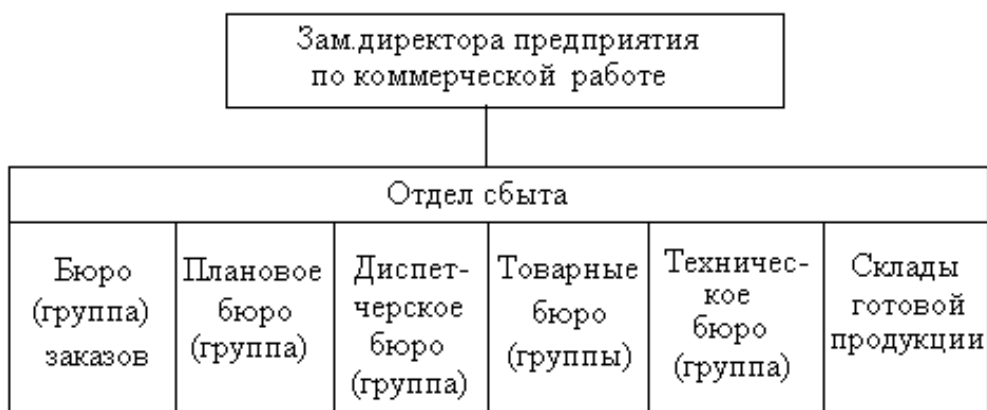 Зам.директора предприятия
по коммерческой работе
Отдел сбыта
Бюро
(группа)
заказов
Плановое
бюро
(группа)
Диспет-
черское
бюро
(группа)
Товарные
бюро
(группы)
Техничес-
кое
бюро
(группа)
Склады
готовой
продукции